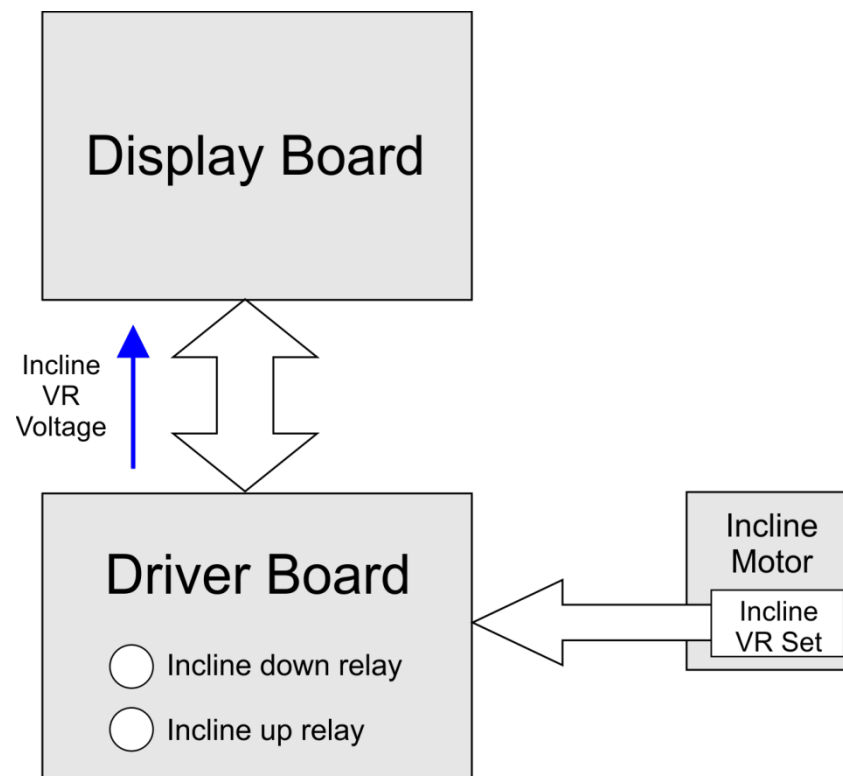 Display Board
Incline
VR
Voltage
Driver Board
Incline down relay
Incline up relay
Incline
Motor
Incline
VR Set